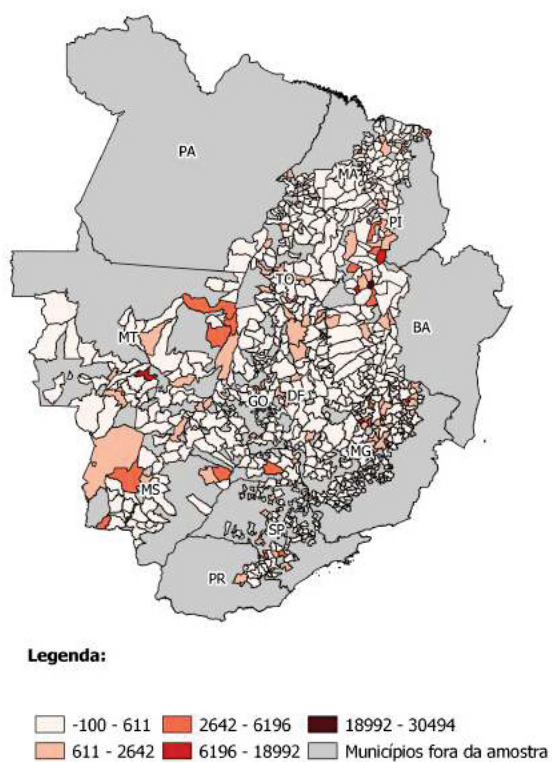 PA
MA
PI
TO
BA
MT
GO DF
MG
MS
SP
PR
Legenda:
-100 - 611 2642 - 6196 18992 - 30494
611 - 2642 6196 - 18992 Municípios fora da amostra